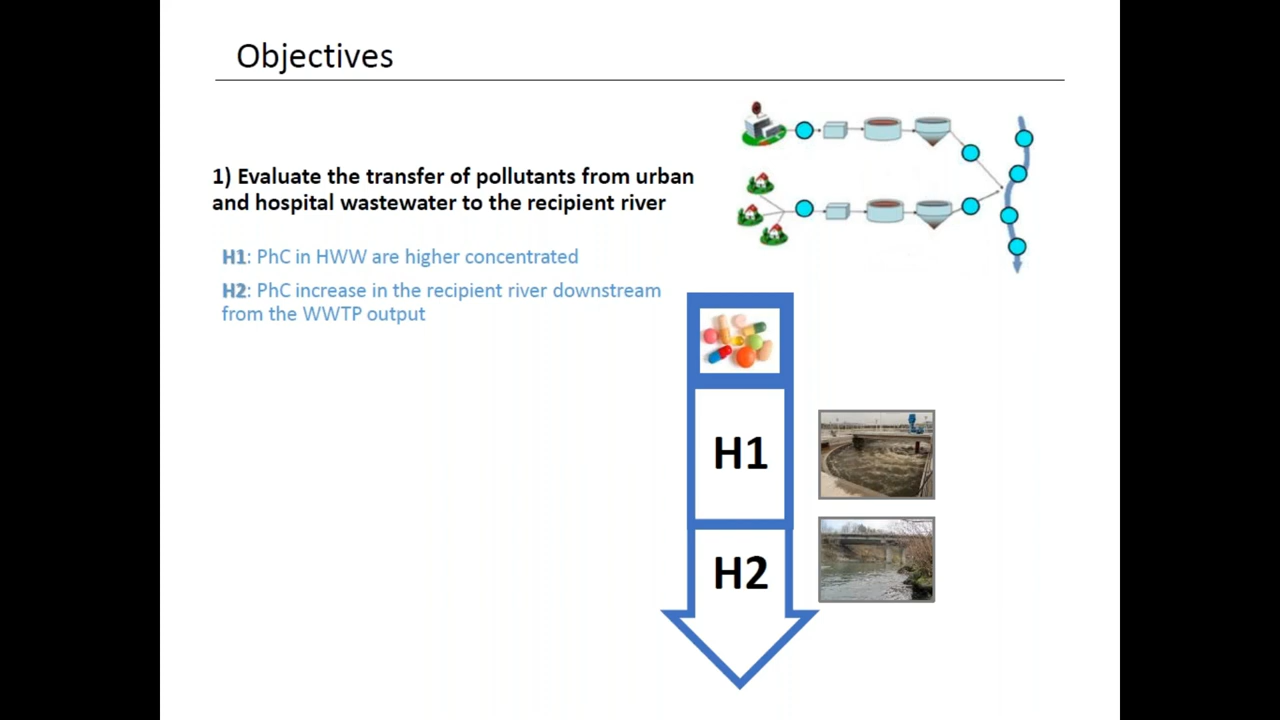 Objectives
1) Evaluate the transfer of pollutants from urban
and hospital wastewater to the recipient river
H1: PhC in HWW are higher concentrated
H2: PhC increase in the recipient river downstream
from the WWTP output
H1
H2